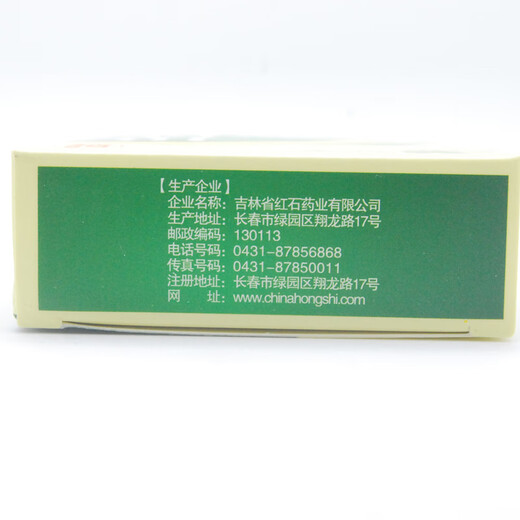 【生产企业】
企业名称：吉林省红石药业有限公司
生产地址：长春市绿园区翔龙路17号
邮政编码：130113
电话号码：0431-87856868
传真号码：0431-87850011
注册地址：长春市绿园区翔龙路17号
网　　址：www.chinahongshi.com